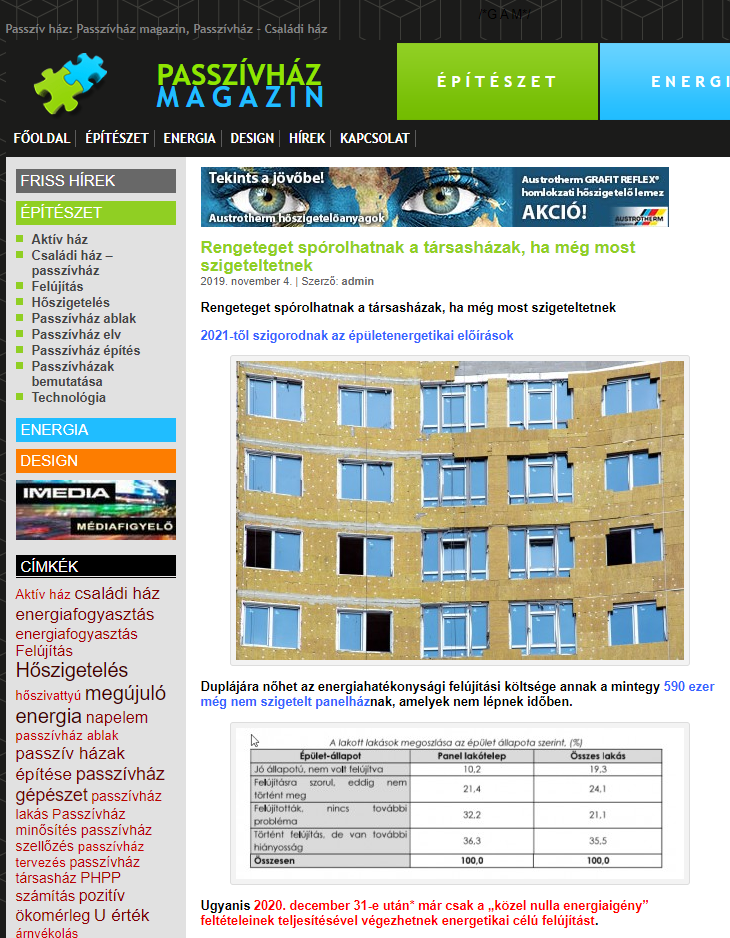 /*GAM*/
Passzív ház: Passzívház magazin, Passzívház - Családi ház
PASSZÍVHÁZ
MAGAZIN
ÉPÍTÉSZET
ENERGI
FŐOLDAL
ÉPÍTÉSZET
ENERGIA
DESIGN
HÍREK
KAPCSOLAT
FRISS HÍREK
ÉPÍTÉSZET
Aktív ház
Családi ház –
passzívház
Felújítás
Hőszigetelés
Passzívház ablak
Passzívház elv
Passzívház építés
Passzívházak
bemutatása
Technológia
ENERGIA
DESIGN
IMEDIA
MÉDIAFIGYELŐ
CÍMKÉK
Aktív ház családi ház
energiafogyasztás
energiafogyasztás
Felújítás
Hőszigetelés
hőszivattyú megújuló
energia napelem
passzívház ablak
passzív házak
építése passzívház
gépészet passzívház
lakás Passzívház
minősítés passzívház
szellőzés passzívház
tervezés passzívház
társasház PHPP
számítás pozitív
ökomérleg U érték
árnyékolás
Tekints a jövőbe!
Austrotherm hőszigetelőanyagok
Austrotherm GRAFIT REFLEX®
homlokzati hőszigetelő lemez
AKCIÓ!
AUSTROTHERM
Rengeteget spórolhatnak a társasházak, ha még most
szigeteltetnek
2019. november 4. | Szerző: admin
Rengeteget spórolhatnak a társasházak, ha még most szigeteltetnek
2021-től szigorodnak az épületenergetikai előírások
Duplájára nőhet az energiahatékonysági felújítási költsége annak a mintegy 590 ezer
még nem szigetelt panelháznak, amelyek nem lépnek időben.
A lakott lakások megoszlása az épület állapota szerint, (%)
Épület-állapot Panel lakótelep Összes lakás
Jó állapotú, nem volt felújítva 10,2 19,3
Felújításra szorul, eddig nem
történt meg 21,4 24,1
Felújították, nincs további
probléma 32,2 21,1
Történt felújítás, de van további
hiányosság 36,3 35,5
Összesen 100,0 100,0
Ugyanis 2020. december 31-e után* már csak a „közel nulla energiaigény”
feltételeinek teljesítésével végezhetnek energetikai célú felújítást.